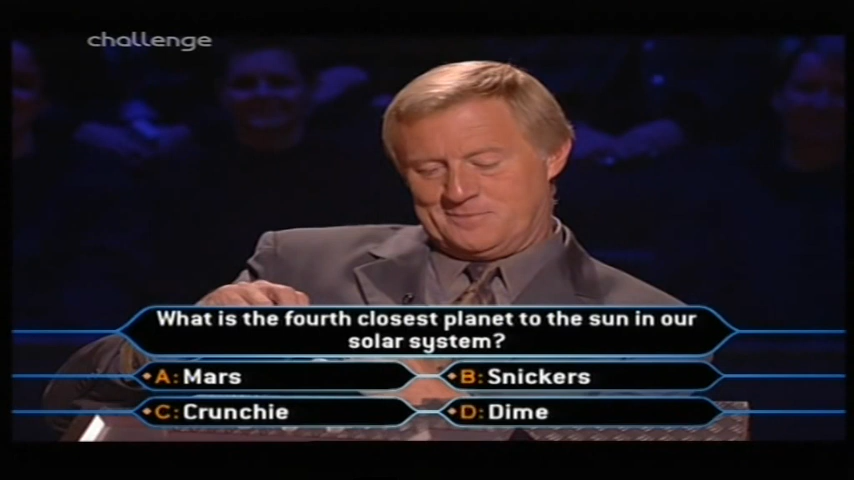 challenge
What is the fourth closest planet to the sun in our
solar system?
A: Mars
B: Snickers
C: Crunchie
D: Dime